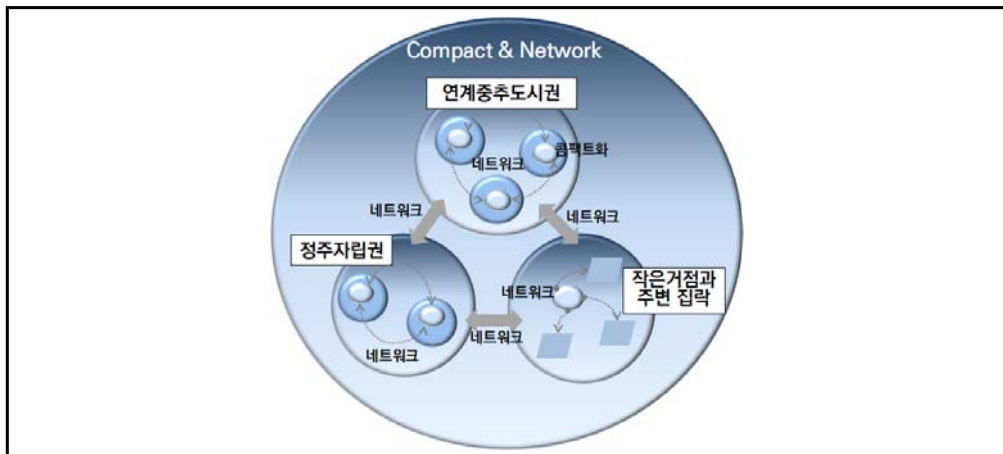 Compact & Network
연계중추도시권
콤팩트화
네트워크
네트워크
네트워크
정주자립권
작은거점과
주변 집락
네트워크
네트워크
네트워크